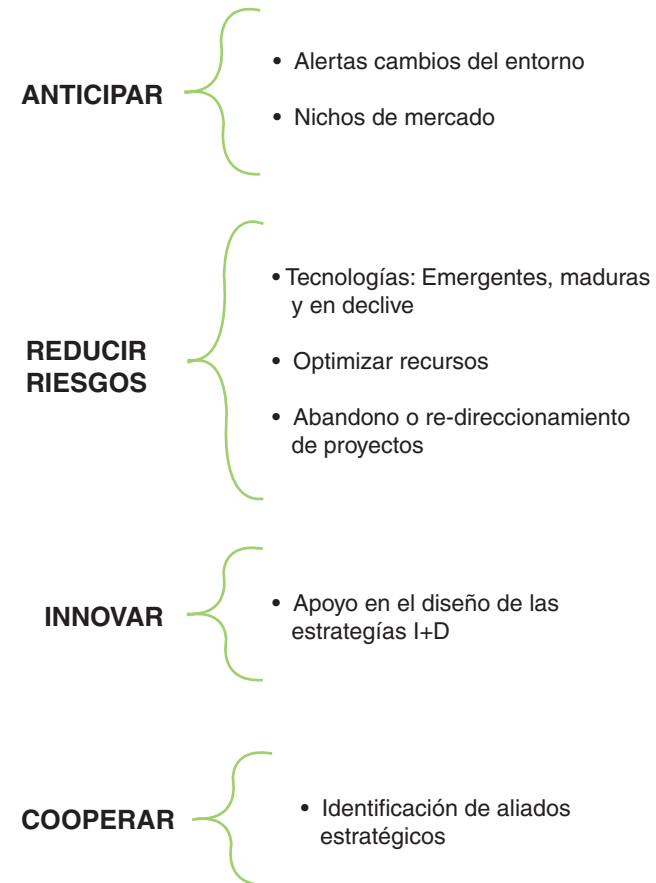 ANTICIPAR
• Alertas cambios del entorno
• Nichos de mercado
REDUCIR
RIESGOS
• Tecnologías: Emergentes, maduras
y en declive
• Optimizar recursos
• Abandono o re-direccionamiento
de proyectos
INNOVAR
• Apoyo en el diseño de las
estrategías I+D
COOPERAR
• Identificación de aliados
estratégicos